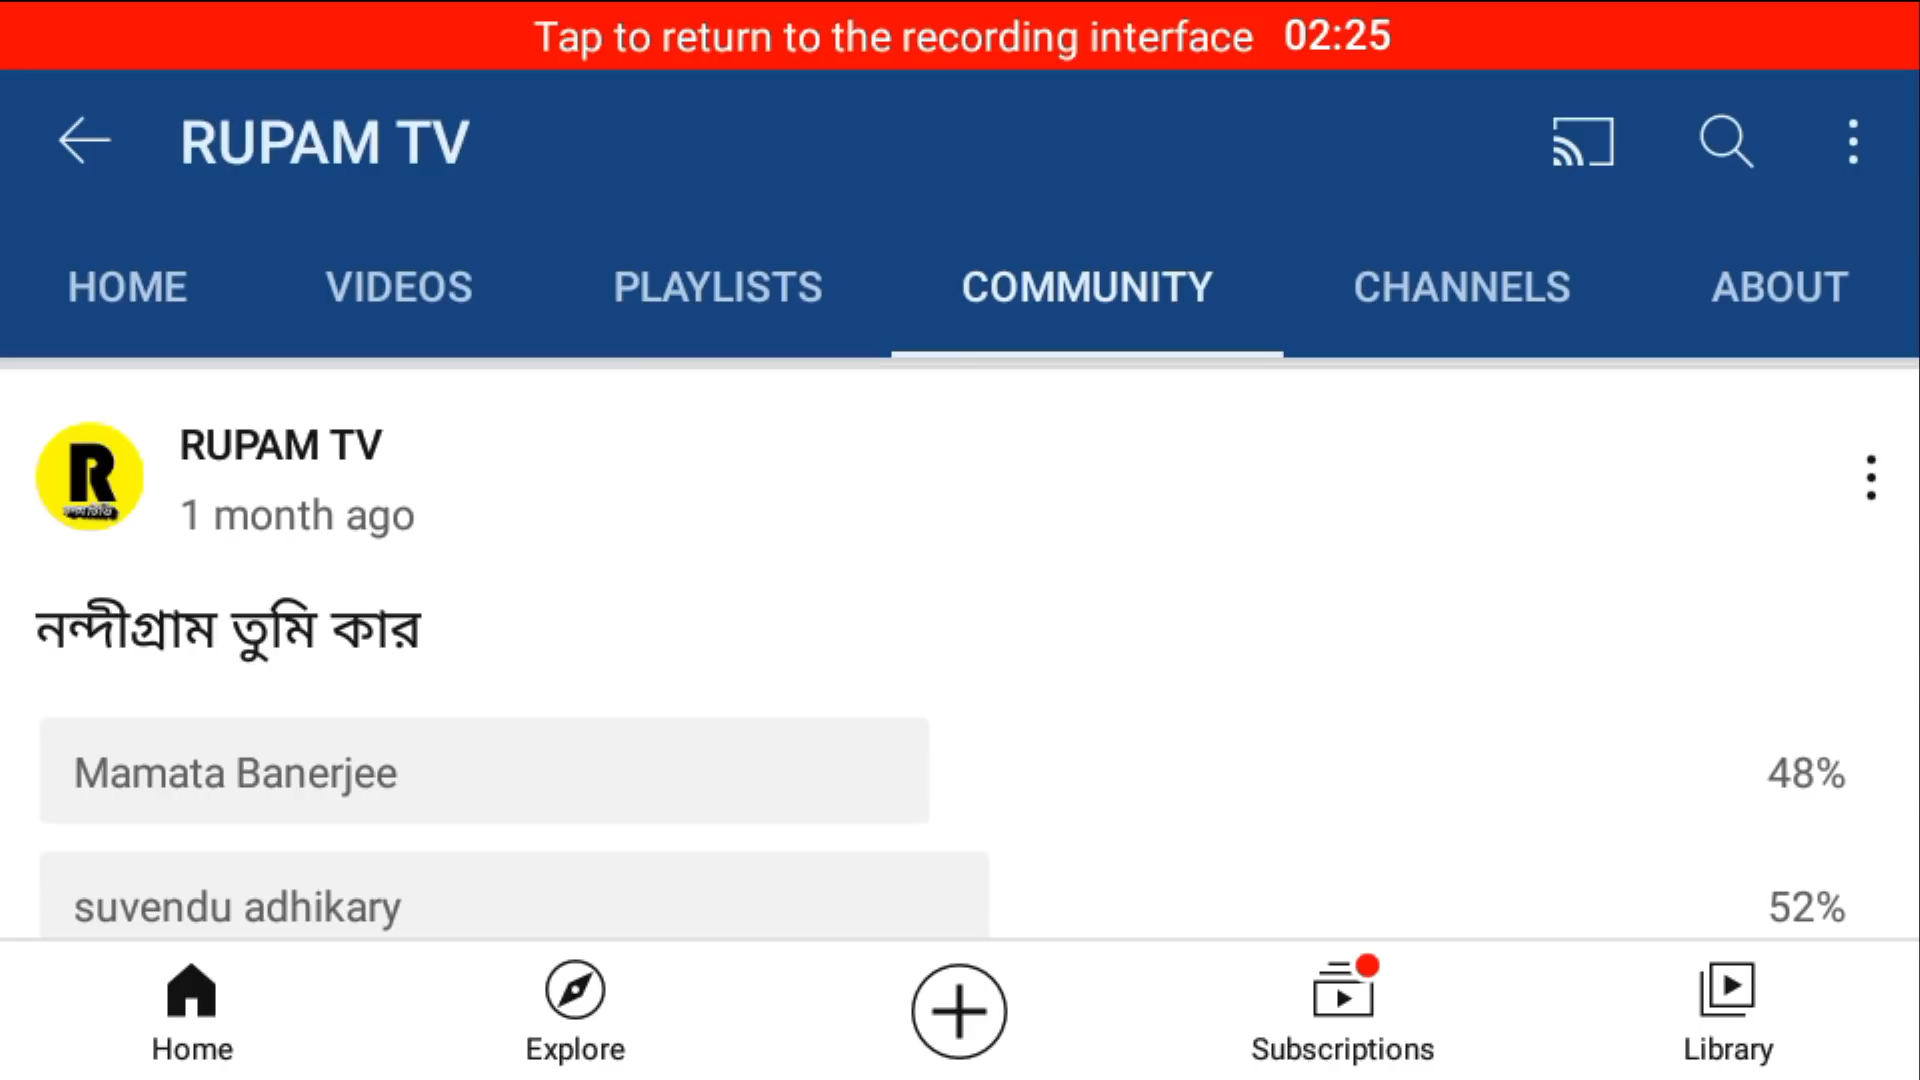 Tap to return to the recording interface 02:25
RUPAM TV
HOME VIDEOS PLAYLISTS COMMUNITY CHANNELS ABOUT
R
RUPAM TV
1 month ago
নন্দীগ্রাম তুমি কার
Mamata Banerjee 48%
suvendu adhikary 52%
Home Explore Subscriptions Library